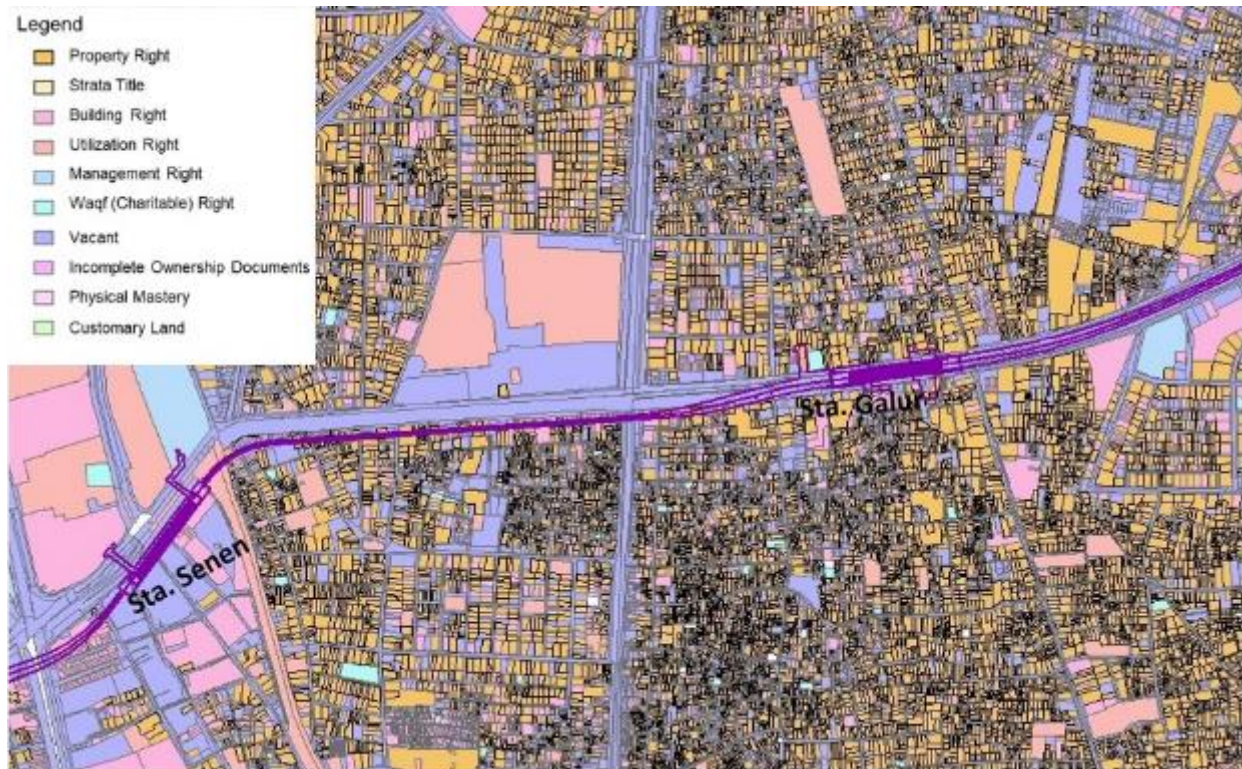 Legend
Property Right
Strata Title
Building Right
Utilization Right
Management Right
Waqf (Charitable) Right
Vacant
Incomplete Ownership Documents
Physical Mastery
Customary Land
Sta. Galur
Sta. Senen